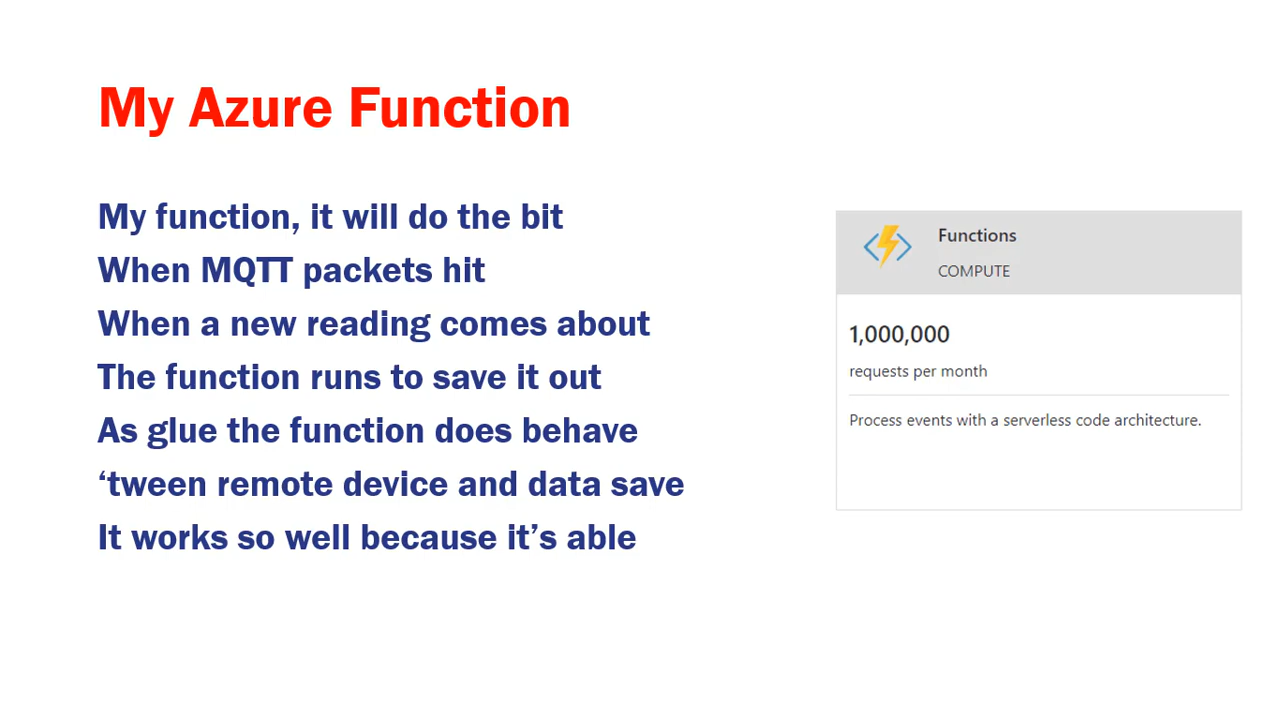 My Azure Function
My function, it will do the bit
When MQTT packets hit
When a new reading comes about
The function runs to save it out
As glue the function does behave
‘tween remote device and data save
It works so well because it’s able
Functions
COMPUTE
1,000,000
requests per month
Process events with a serverless code architecture.